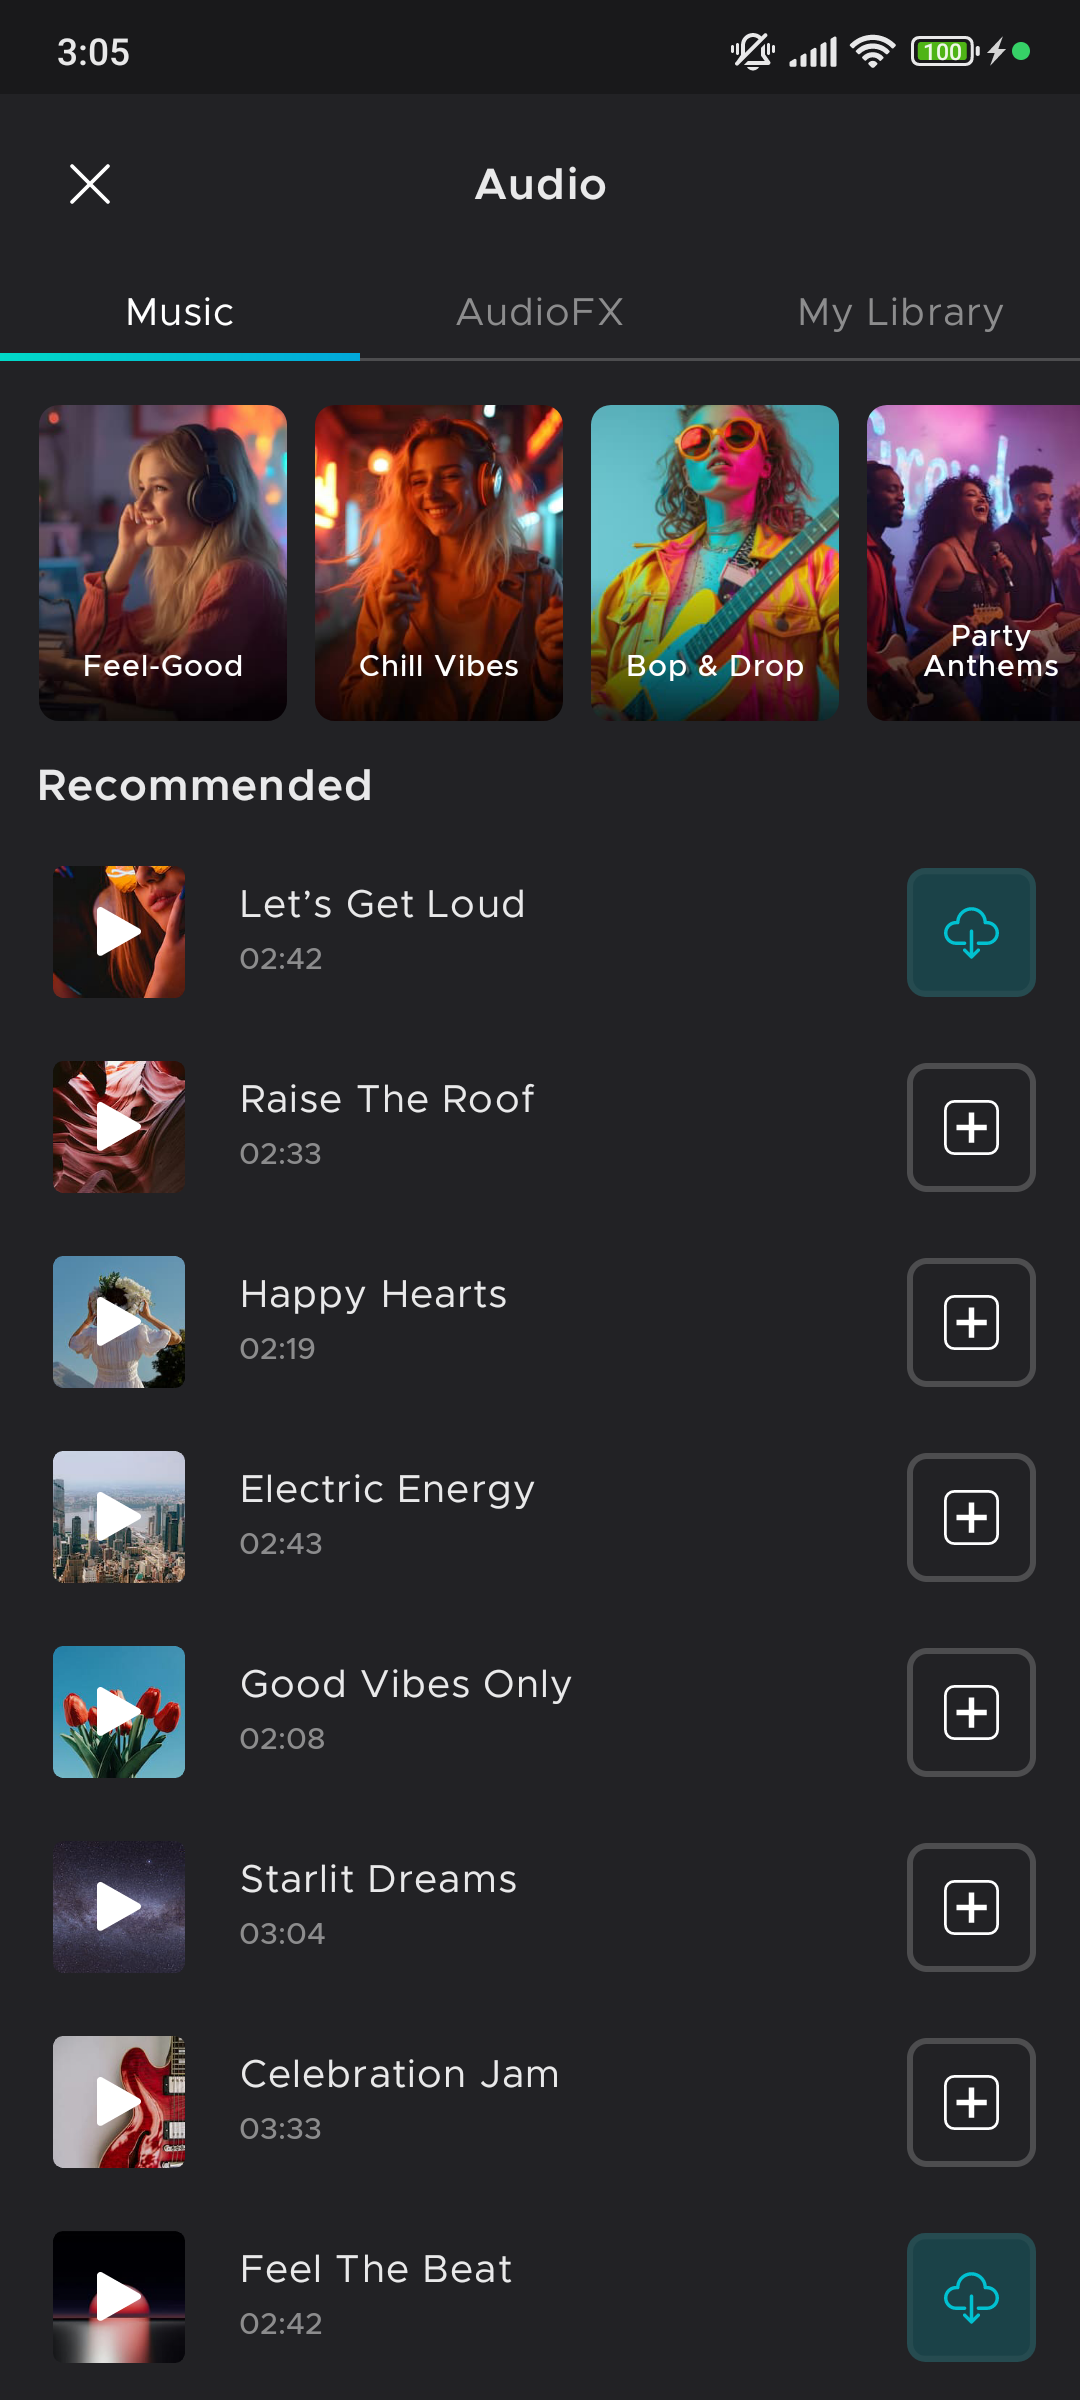 3:05
100
Audio
Music
AudioFX
My Library
Feel-Good
Chill Vibes
Bop & Drop
Party
Anthems
Recommended
Let’s Get Loud
02:42
Raise The Roof
02:33
Happy Hearts
02:19
Electric Energy
02:43
Good Vibes Only
02:08
Starlit Dreams
03:04
Celebration Jam
03:33
Feel The Beat
02:42